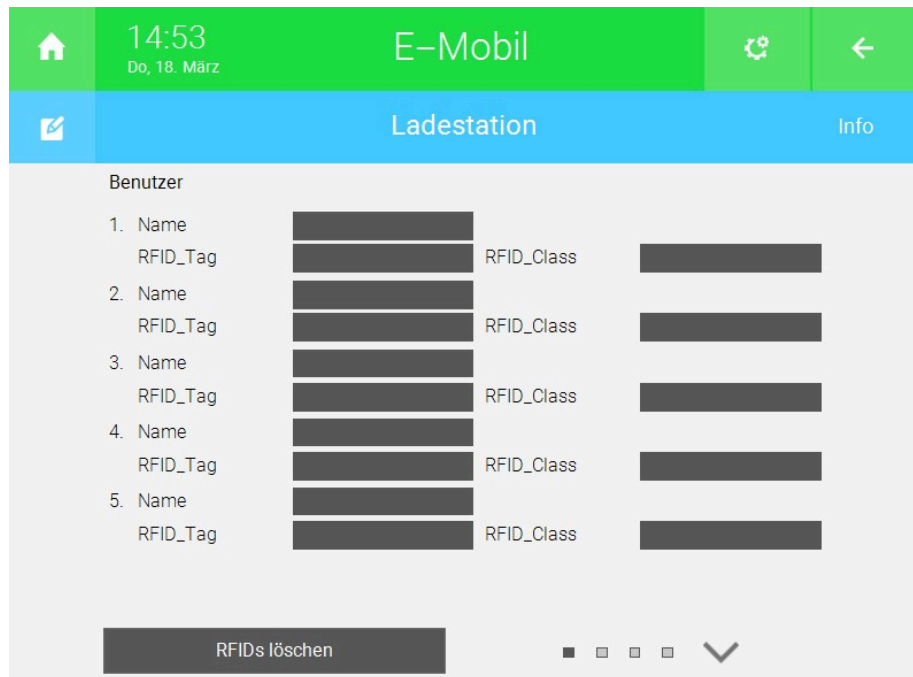 14:53
Do, 18. März
E–Mobil
Ladestation
Info
Benutzer
1. Name
RFID_Tag RFID_Class
2. Name
RFID_Tag RFID_Class
3. Name
RFID_Tag RFID_Class
4. Name
RFID_Tag RFID_Class
5. Name
RFID_Tag RFID_Class
RFIDs löschen